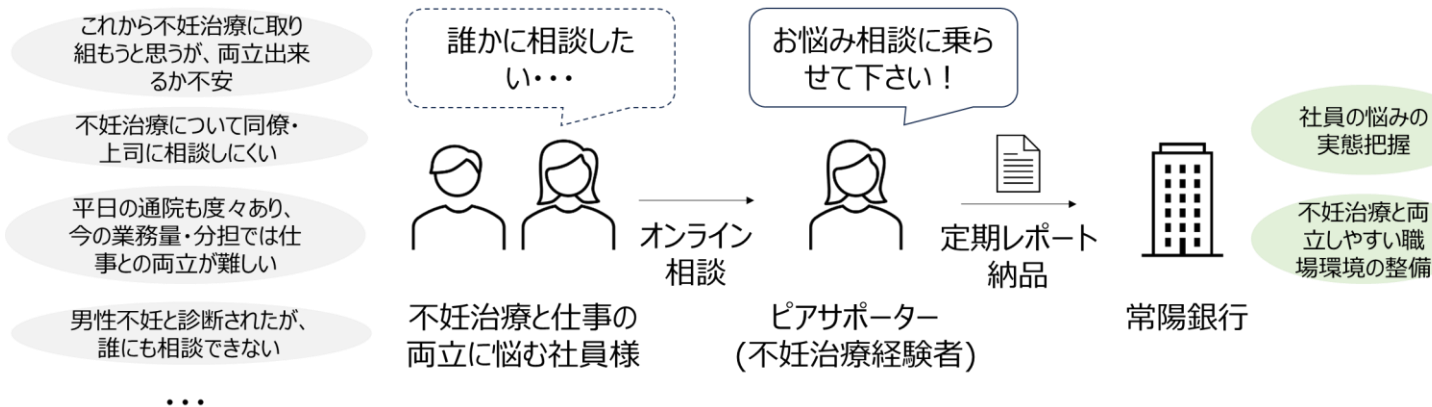 これから不妊治療に取り
組もうと思うが、両立出来
るか不安
不妊治療について同僚・
上司に相談しにくい
平日の通院も度々あり、
今の業務量・分担では仕
事との両立が難しい
男性不妊と診断されたが、
誰にも相談できない
・・・
誰かに相談した
い・・・
不妊治療と仕事の
両立に悩む社員様
オンライン
相談
お悩み相談に乗ら
せて下さい！
ピアサポーター
(不妊治療経験者)
定期レポート
納品
常陽銀行
社員の悩みの
実態把握
不妊治療と両
立しやすい職
場環境の整備